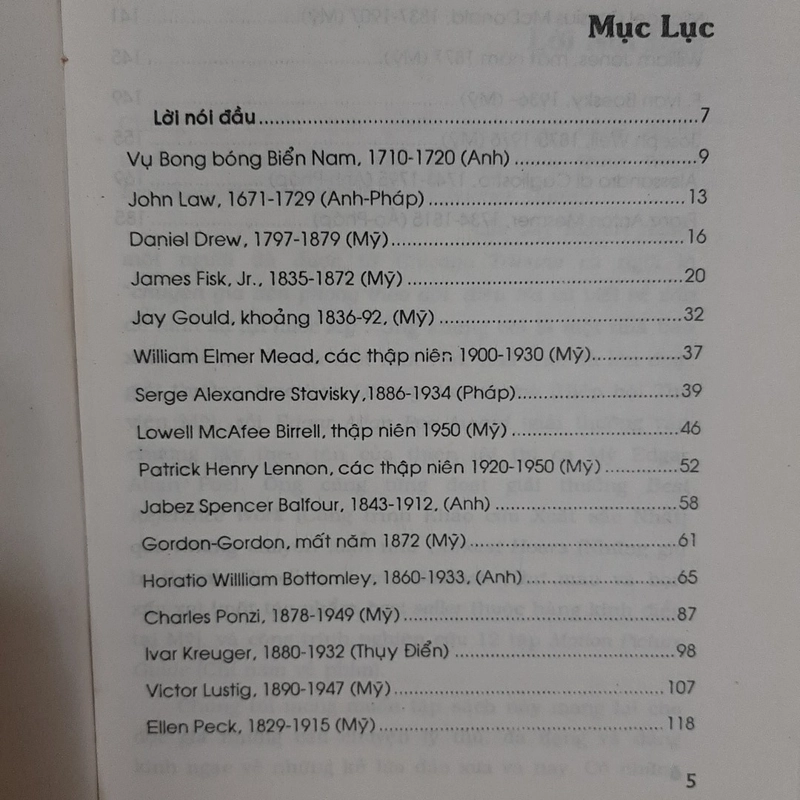 Mục Lục
Lời nói đầu....................7
Vụ Bong bóng Biển Nam, 1710-1720 (Anh)....................9
John Law, 1671-1729 (Anh-Pháp)....................13
Daniel Drew, 1797-1879 (Mỹ)....................16
James Fisk, Jr., 1835-1872 (Mỹ)....................20
Jay Gould, khoảng 1836-92, (Mỹ)....................32
William Elmer Mead, các thập niên 1900-1930 (Mỹ)....................37
Serge Alexandre Stavisky,1886-1934 (Pháp)....................39
Lowell McAfee Birrell, thập niên 1950 (Mỹ)....................46
Patrick Henry Lennon, các thập niên 1920-1950 (Mỹ)....................52
Jabez Spencer Balfour, 1843-1912, (Anh)....................58
Gordon-Gordon, mất năm 1872 (Mỹ)....................61
Horatio Willliam Bottomley, 1860-1933, (Anh)....................65
Charles Ponzi, 1878-1949 (Mỹ)....................87
Ivar Kreuger, 1880-1932 (Thụy Điển)....................98
Victor Lustig, 1890-1947 (Mỹ)....................107
Ellen Peck, 1829-1915 (Mỹ)....................118
5